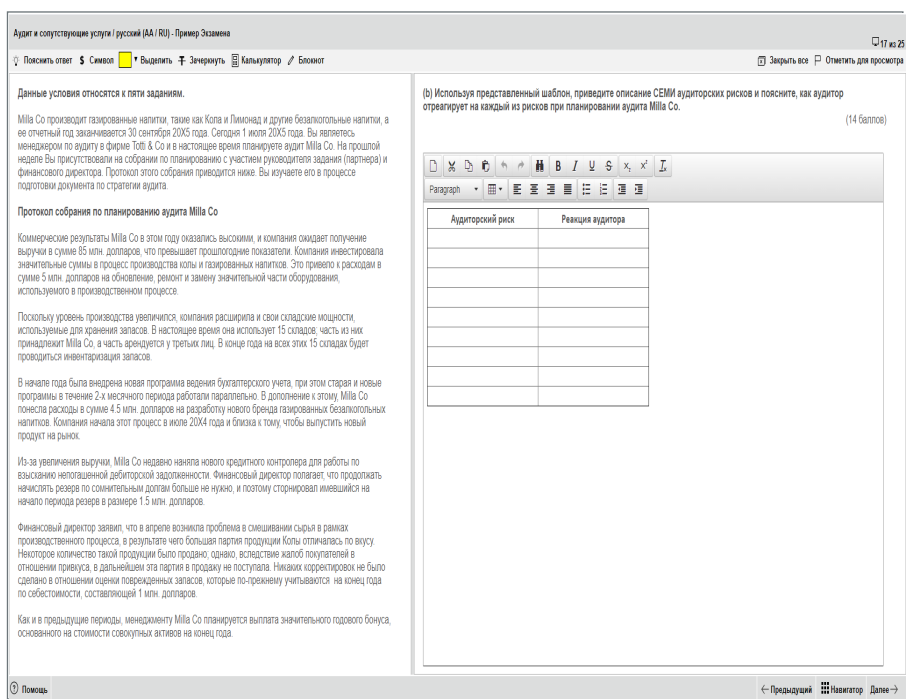 Аудит и сопутствующие услуги / русский (AA / RU) - Пример Экзамена
17 из 25
Пояснить ответ $ Символ Выделить Зачеркнуть Калькулятор Блокнот
Закрыть все Отметить для просмотра
Данные условия относятся к пяти заданиям.
Milla Co производит газированные напитки, такие как Кола и Лимонад и другие безалкогольные напитки, а
ее отчетный год заканчивается 30 сентября 20X5 года. Сегодня 1 июля 20X5 года. Вы являетесь
менеджером по аудиту в фирме Totti & Co и в настоящее время планируете аудит Milla Co. На прошлой
неделе Вы присутствовали на собрании по планированию с участием руководителя задания (партнера) и
финансового директора. Протокол этого собрания приводится ниже. Вы изучаете его в процессе
подготовки документа по стратегии аудита.
Протокол собрания по планированию аудита Milla Co
Коммерческие результаты Milla Co в этом году оказались высокими, и компания ожидает получение
выручки в сумме 85 млн. долларов, что превышает прошлогодние показатели. Компания инвестировала
значительные суммы в процесс производства колы и газированных напитков. Это привело к расходам в
сумме 5 млн. долларов на обновление, ремонт и замену значительной части оборудования,
используемого в производственном процессе.
Поскольку уровень производства увеличился, компания расширила и свои складские мощности,
используемые для хранения запасов. В настоящее время она использует 15 складов; часть из них
принадлежит Milla Co, а часть арендуется у третьих лиц. В конце года на всех этих 15 складах будет
проводиться инвентаризация запасов.
В начале года была внедрена новая программа ведения бухгалтерского учета, при этом старая и новые
программы в течение 2-х месячного периода работали параллельно. В дополнение к этому, Milla Co
понесла расходы в сумме 4.5 млн. долларов на разработку нового бренда газированных безалкогольных
напитков. Компания начала этот процесс в июле 20X4 года и близка к тому, чтобы выпустить новый
продукт на рынок.
Из-за увеличения выручки, Milla Co недавно наняла нового кредитного контролера для работы по
взысканию непогашенной дебиторской задолженности. Финансовый директор полагает, что продолжать
начислять резерв по сомнительным долгам больше не нужно, и поэтому сторнировал имевшийся на
начало периода резерв в размере 1.5 млн. долларов.
Финансовый директор заявил, что в апреле возникла проблема в смешивании сырья в рамках
производственного процесса, в результате чего большая партия продукции Колы отличалась по вкусу.
Некоторое количество такой продукции было продано; однако, вследствие жалоб покупателей в
отношении привкуса, в дальнейшем эта партия в продажу не поступала. Никаких корректировок не было
сделано в отношении оценки поврежденных запасов, которые по-прежнему учитываются на конец года
по себестоимости, составляющей 1 млн. долларов.
Как и в предыдущие периоды, менеджменту Milla Co планируется выплата значительного годового бонуса,
основанного на стоимости совокупных активов на конец года.
(b) Используя представленный шаблон, приведите описание СЕМИ аудиторских рисков и поясните, как аудитор
отреагирует на каждый из рисков при планировании аудита Milla Co.
(14 баллов)
B I U S x₂ x² Iₓ
Paragraph
Аудиторский риск Реакция аудитора
Помощь
Предыдущий Навигатор Далее